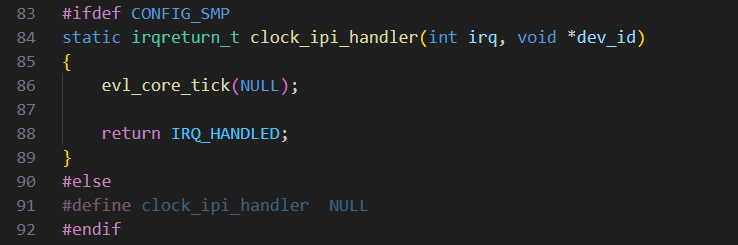 83 #ifdef CONFIG_SMP
84 static irqreturn_t clock_ipi_handler(int irq, void *dev_id)
85 {
86     evl_core_tick(NULL);
87
88     return IRQ_HANDLED;
89 }
90 #else
91 #define clock_ipi_handler  NULL
92 #endif